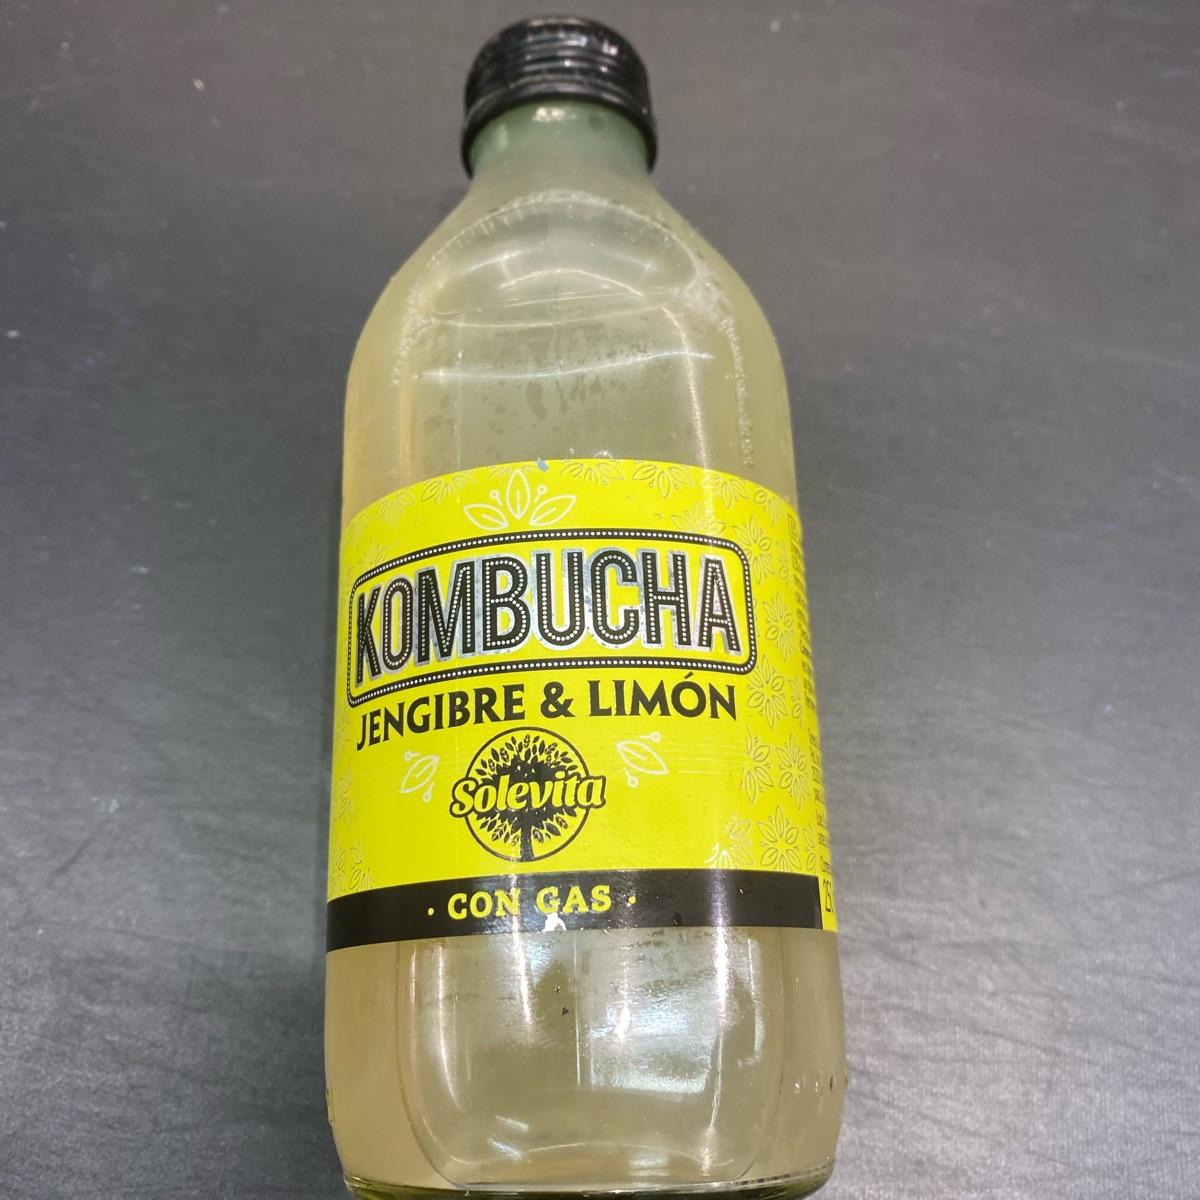 KOMBUCHA
JENGIBRE & LIMÓN
Solevita
· CON GAS ·